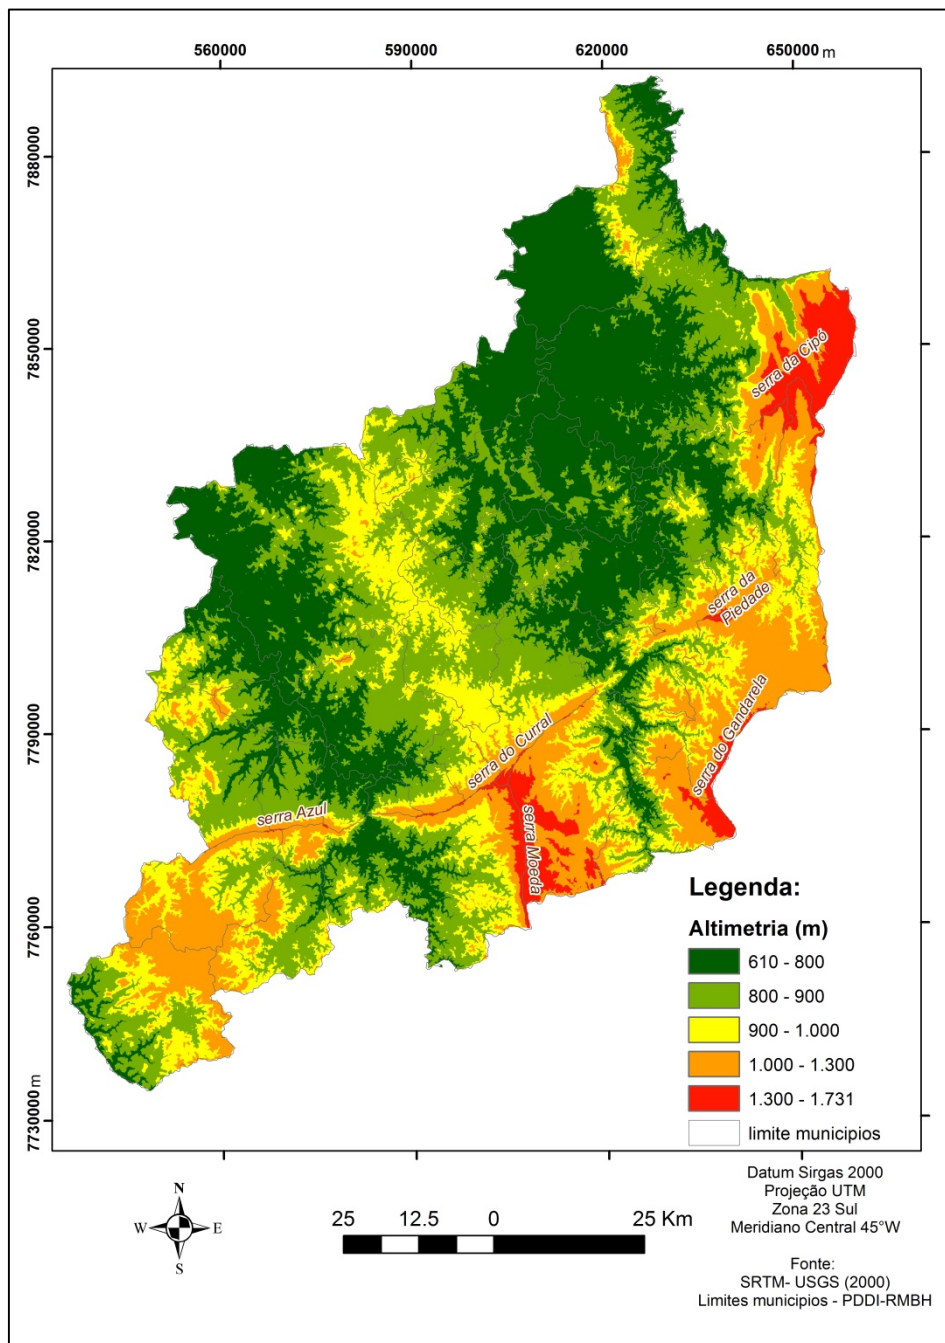 560000 590000 620000 650000 m
7880000
7850000
7820000
7790000
7760000
7730000 m
serra da Cipó
serra da
Piedade
serra do Gandarela
serra do Curral
serra Azul
serra Moeda
Legenda:
Altimetria (m)
610 - 800
800 - 900
900 - 1.000
1.000 - 1.300
1.300 - 1.731
limite municipios
Datum Sirgas 2000
Projeção UTM
Zona 23 Sul
Meridiano Central 45°W
Fonte:
SRTM- USGS (2000)
Limites municipios - PDDI-RMBH
N
W E
S
25 12.5 0 25 Km